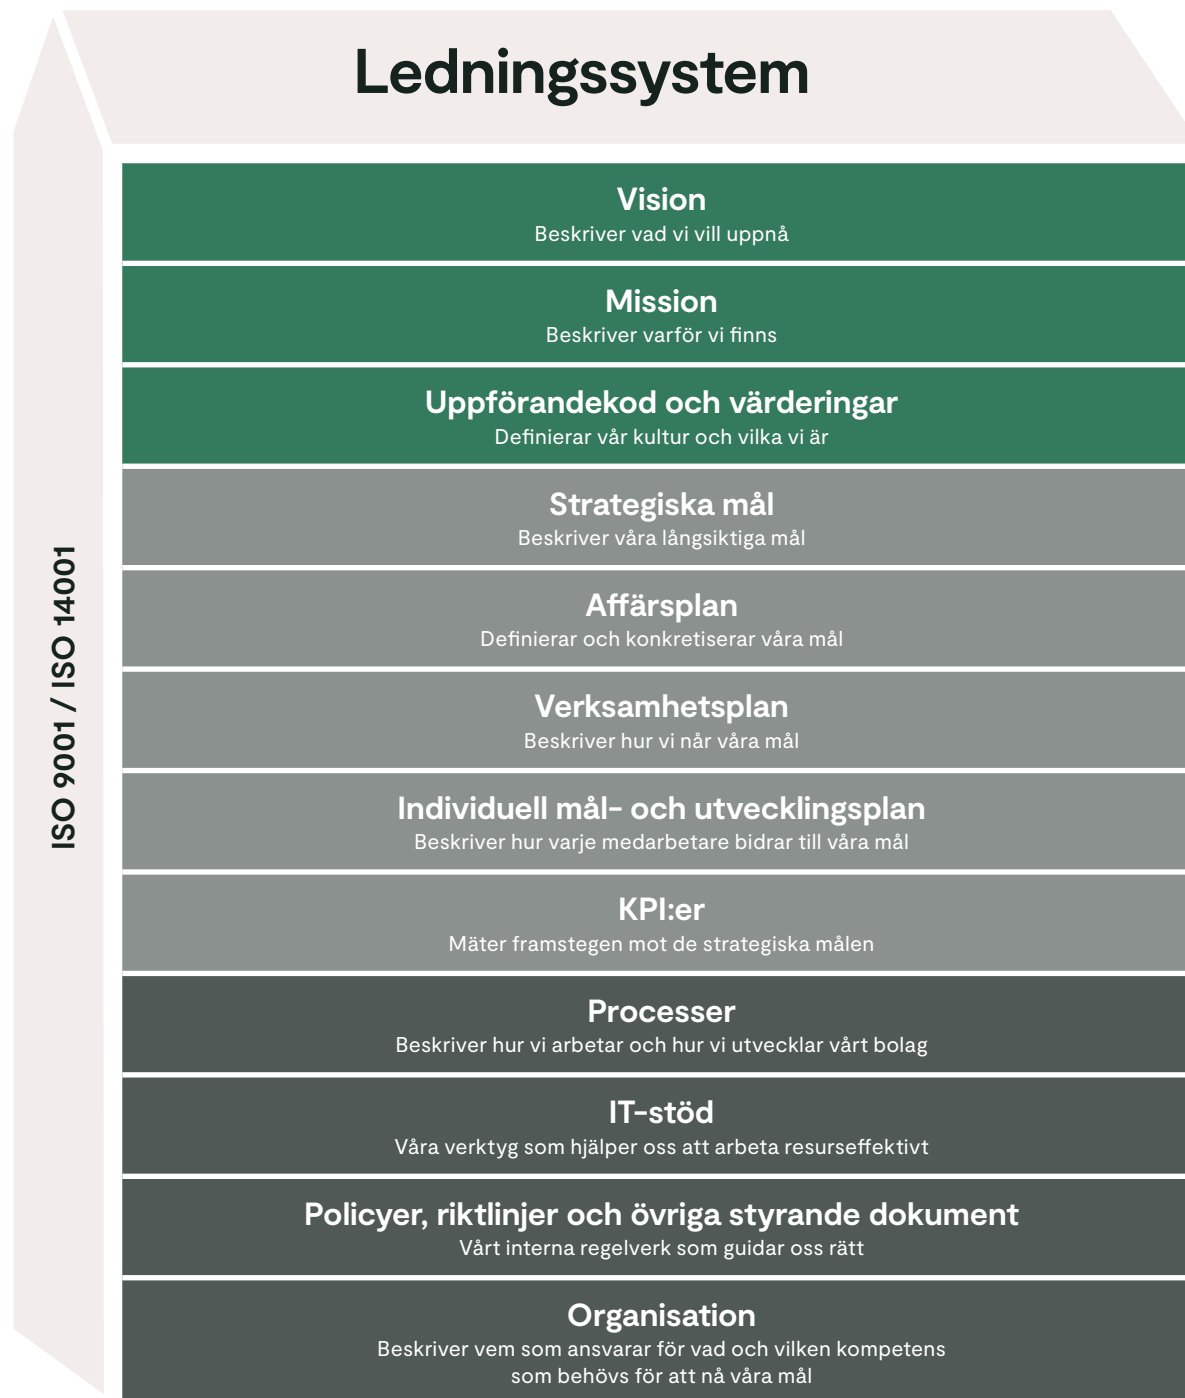 Ledningssystem
ISO 9001 / ISO 14001
Vision
Beskriver vad vi vill uppnå
Mission
Beskriver varför vi finns
Uppförandekod och värderingar
Definierar vår kultur och vilka vi är
Strategiska mål
Beskriver våra långsiktiga mål
Affärsplan
Definierar och konkretiserar våra mål
Verksamhetsplan
Beskriver hur vi når våra mål
Individuell mål- och utvecklingsplan
Beskriver hur varje medarbetare bidrar till våra mål
KPI:er
Mäter framstegen mot de strategiska målen
Processer
Beskriver hur vi arbetar och hur vi utvecklar vårt bolag
IT-stöd
Våra verktyg som hjälper oss att arbeta resurseffektivt
Policyer, riktlinjer och övriga styrande dokument
Vårt interna regelverk som guidar oss rätt
Organisation
Beskriver vem som ansvarar för vad och vilken kompetens
som behövs för att nå våra mål